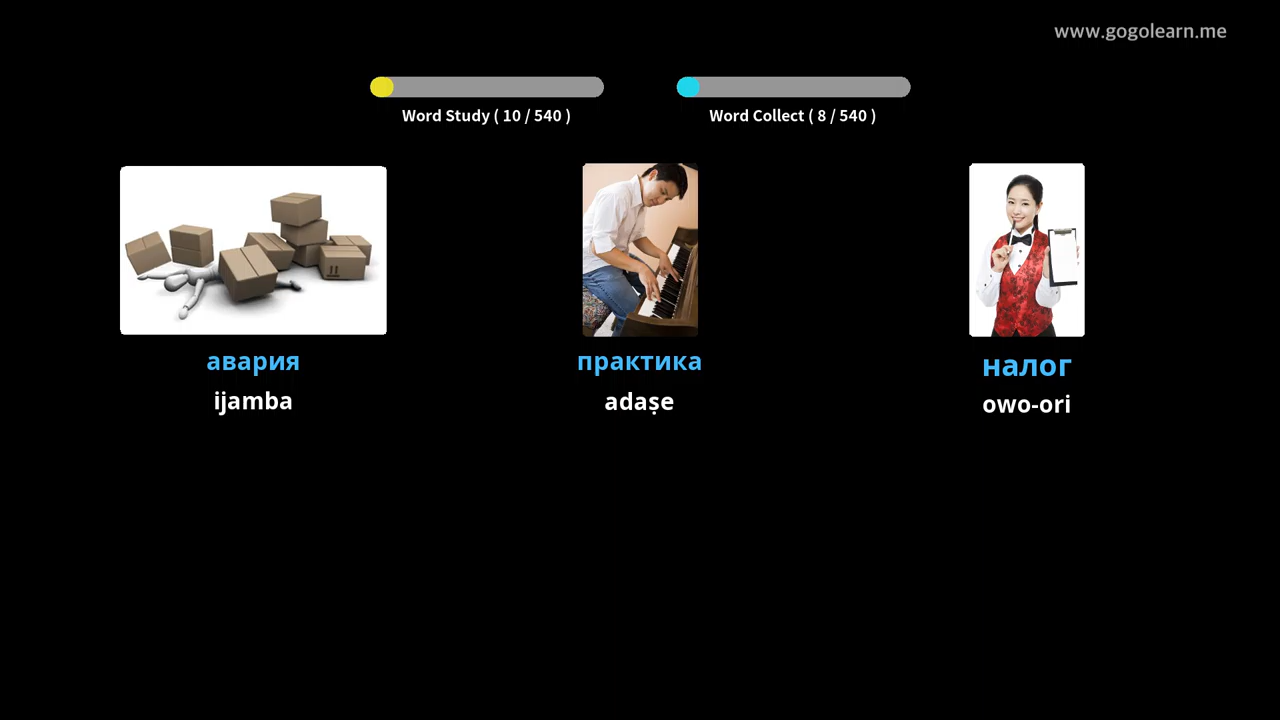 www.gogolearn.me
Word Study ( 10 / 540 )
Word Collect ( 8 / 540 )
авария
ijamba
практика
adaṣe
налог
owo-ori